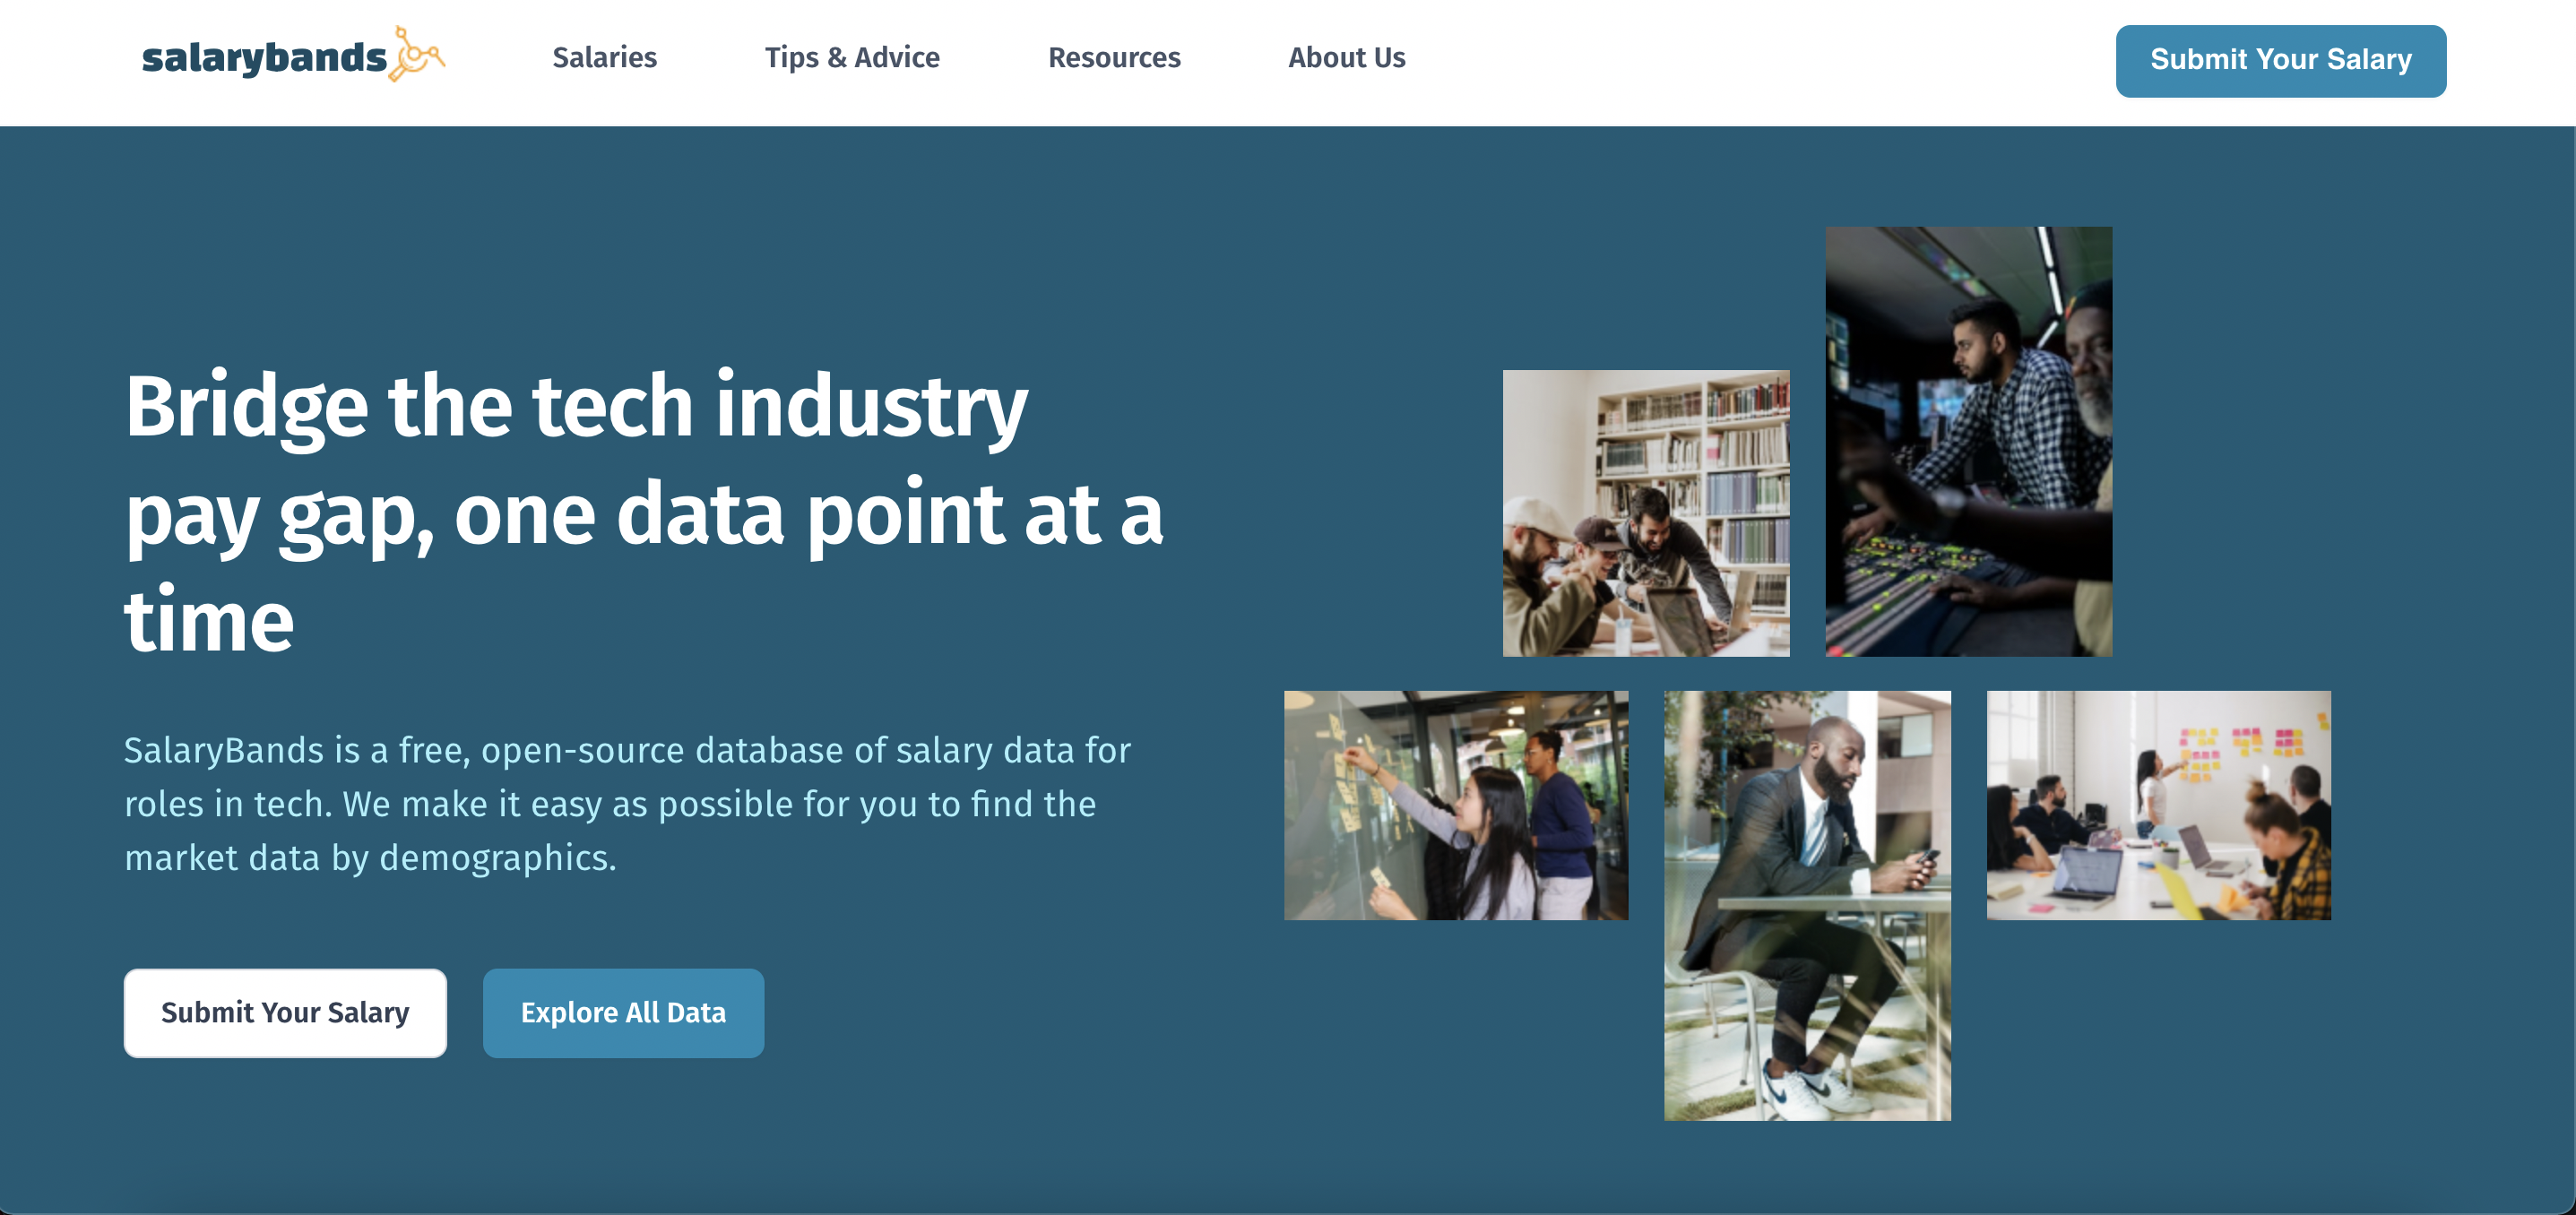 salarybands
Salaries
Tips & Advice
Resources
About Us
Submit Your Salary
Bridge the tech industry
pay gap, one data point at a
time
SalaryBands is a free, open-source database of salary data for
roles in tech. We make it easy as possible for you to find the
market data by demographics.
Submit Your Salary
Explore All Data